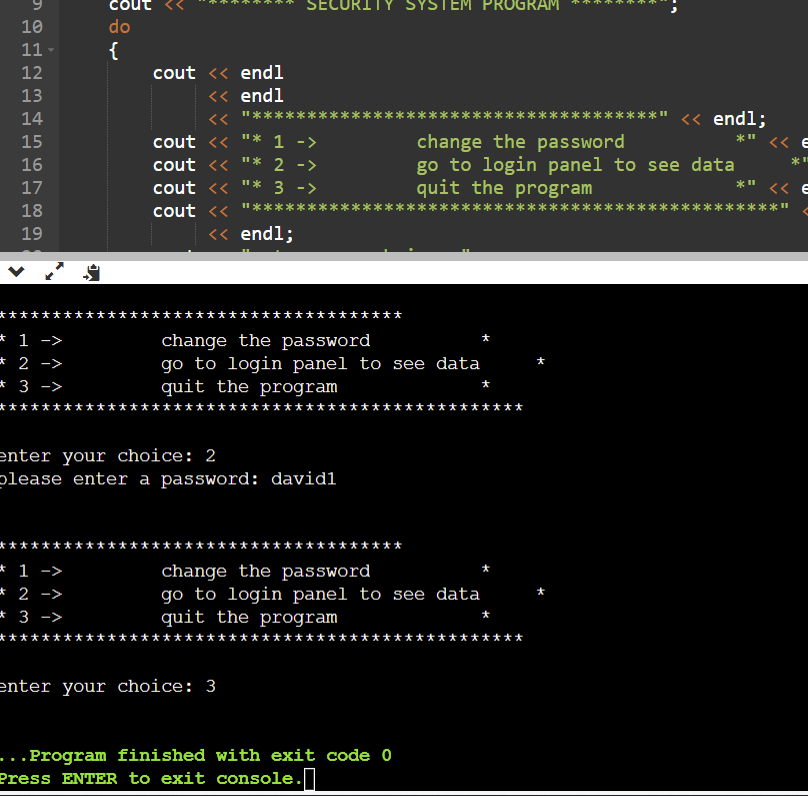 9 cout << "******** SECURITY SYSTEM PROGRAM ********";
10 do
11 {
12 cout << endl
13 << endl
14 << "*************************************" << endl;
15 cout << "* 1 -> change the password *" << e
16 cout << "* 2 -> go to login panel to see data *"
17 cout << "* 3 -> quit the program *" << e
18 cout << "************************************************" <
19 << endl;
*************************************
* 1 -> change the password *
* 2 -> go to login panel to see data *
* 3 -> quit the program *
************************************************
enter your choice: 2
please enter a password: david1
*************************************
* 1 -> change the password *
* 2 -> go to login panel to see data *
* 3 -> quit the program *
************************************************
enter your choice: 3
...Program finished with exit code 0
Press ENTER to exit console.